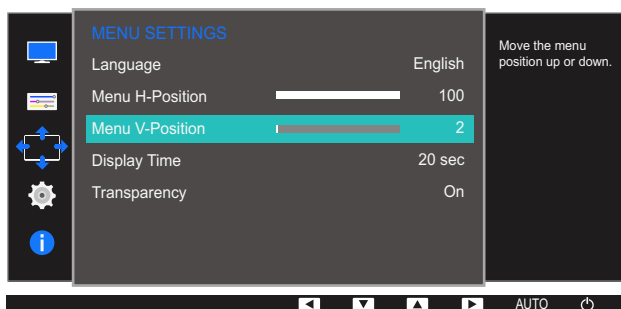 MENU SETTINGS
Language English
Menu H-Position 100
Menu V-Position 2
Display Time 20 sec
Transparency On
Move the menu
position up or down.
AUTO